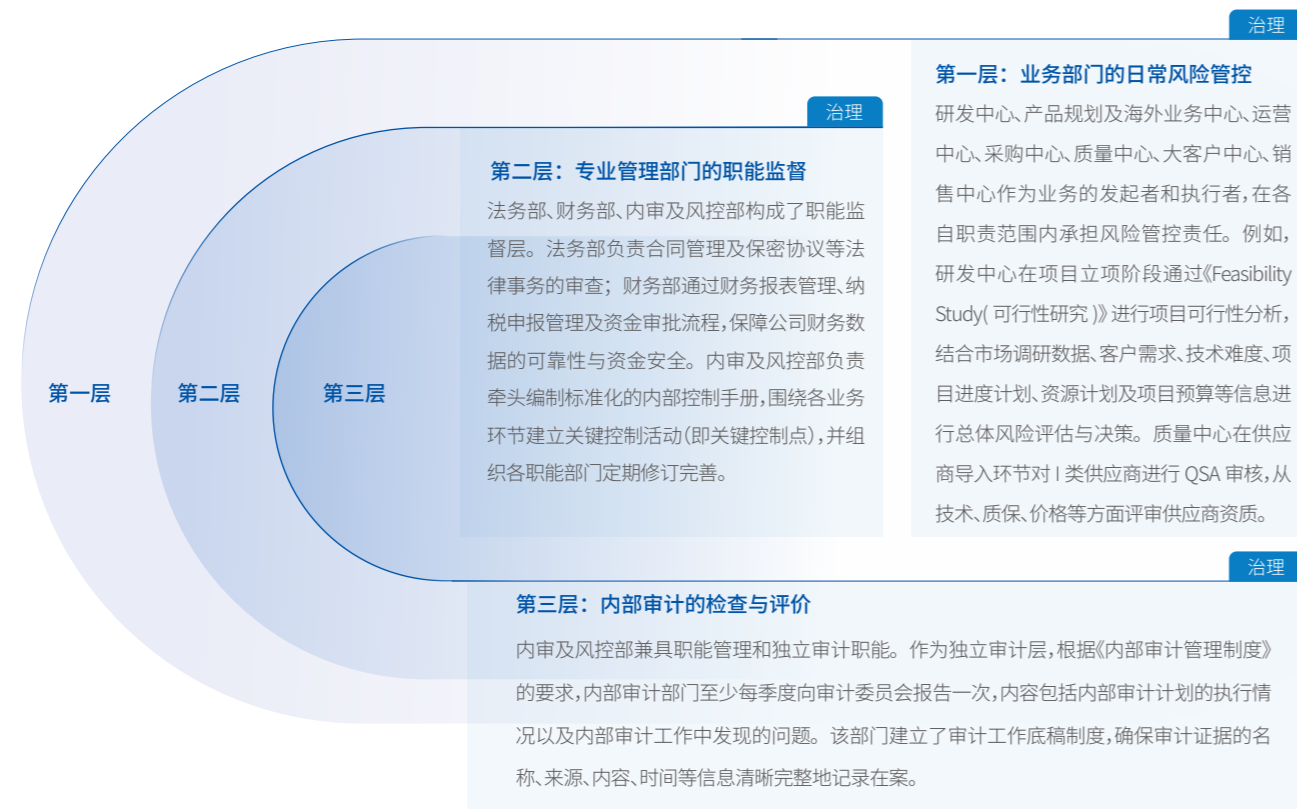 治理
第一层：业务部门的日常风险管控
研发中心、产品规划及海外业务中心、运营
中心、采购中心、质量中心、大客户中心、销
售中心作为业务的发起者和执行者，在各
自职责范围内承担风险管控责任。例如，
研发中心在项目立项阶段通过《Feasibility
Study( 可行性研究 )》进行项目可行性分析，
结合市场调研数据、客户需求、技术难度、项
目进度计划、资源计划及项目预算等信息进
行总体风险评估与决策。质量中心在供应
商导入环节对 I 类供应商进行 QSA 审核，从
技术、质保、价格等方面评审供应商资质。
治理
第二层：专业管理部门的职能监督
法务部、财务部、内审及风控部构成了职能监
督层。法务部负责合同管理及保密协议等法
律事务的审查；财务部通过财务报表管理、纳
税申报管理及资金审批流程，保障公司财务数
据的可靠性与资金安全。内审及风控部负责
牵头编制标准化的内部控制手册，围绕各业务
环节建立关键控制活动（即关键控制点），并组
织各职能部门定期修订完善。
第一层
第二层
第三层
治理
第三层：内部审计的检查与评价
内审及风控部兼具职能管理和独立审计职能。作为独立审计层，根据《内部审计管理制度》
的要求，内部审计部门至少每季度向审计委员会报告一次，内容包括内部审计计划的执行情
况以及内部审计工作中发现的问题。该部门建立了审计工作底稿制度，确保审计证据的名
称、来源、内容、时间等信息清晰完整地记录在案。